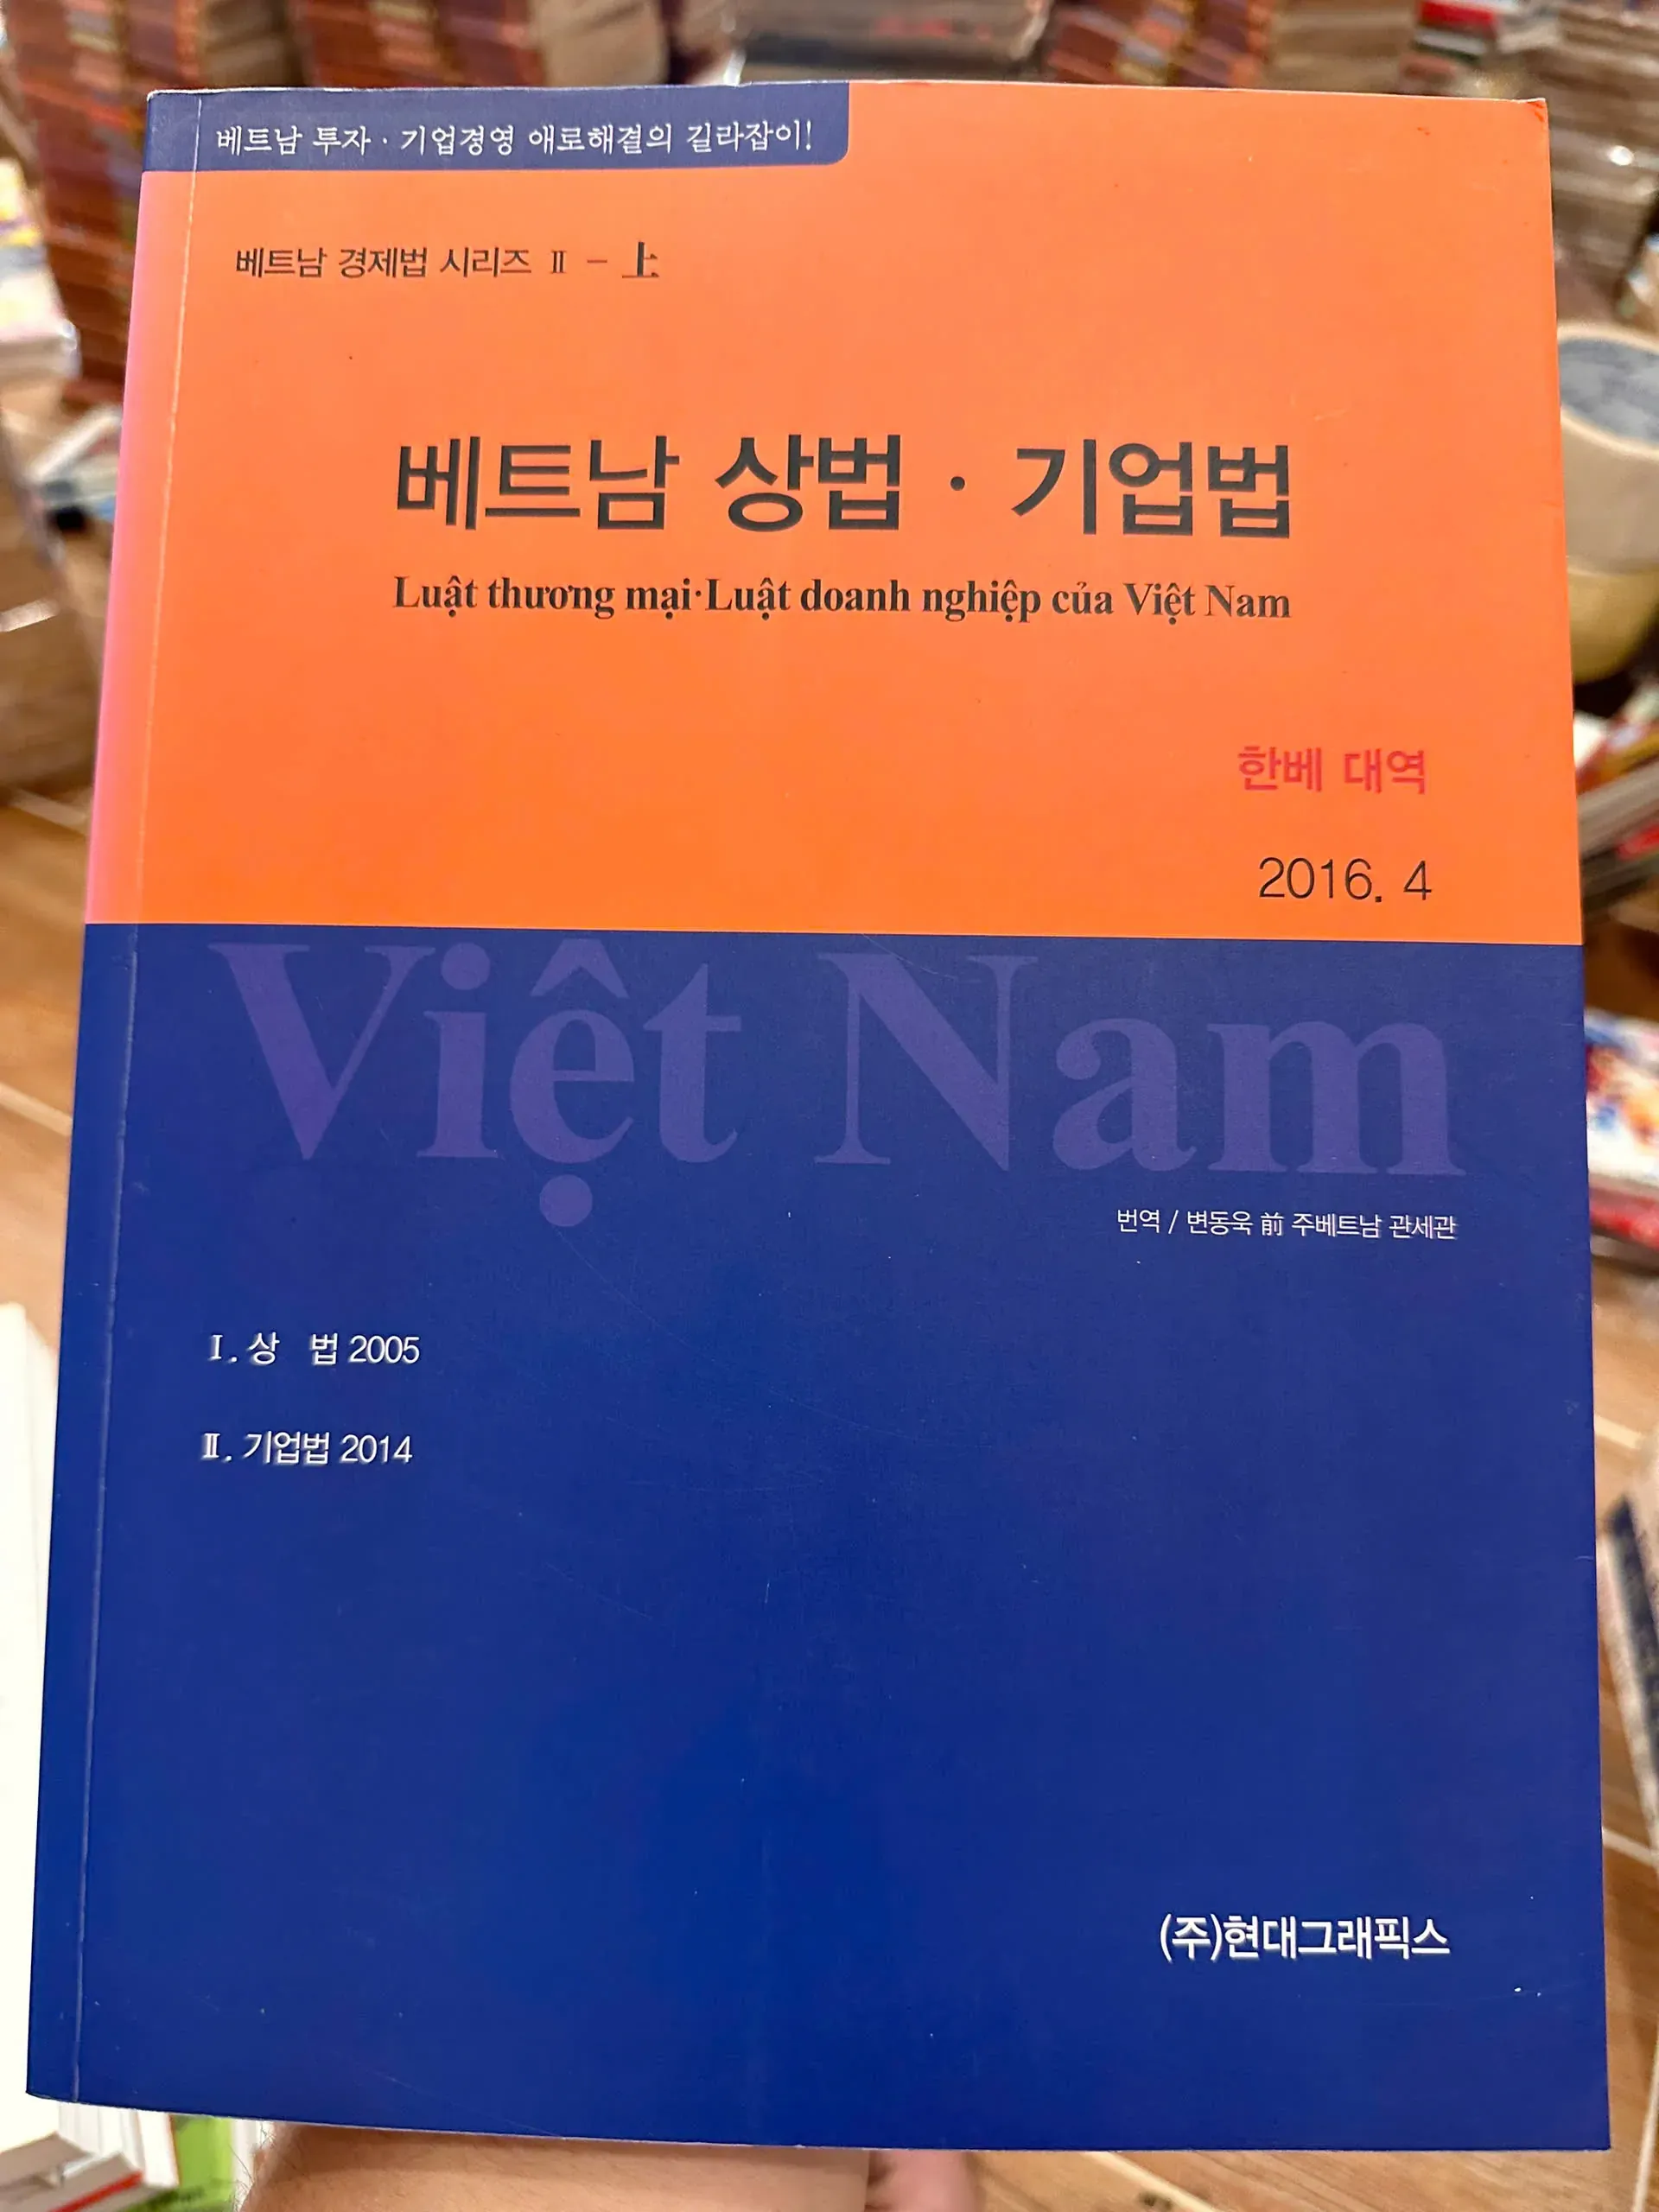 베트남 투자 · 기업경영 애로해결의 길라잡이!
베트남 경제법 시리즈 Ⅱ - 上
베트남 상법 · 기업법
Luật thương mại·Luật doanh nghiệp của Việt Nam
한베 대역
2016. 4
Việt Nam
번역 / 변동욱 前 주베트남 관세관
Ⅰ. 상 법 2005
Ⅱ. 기업법 2014
(주)현대그래픽스